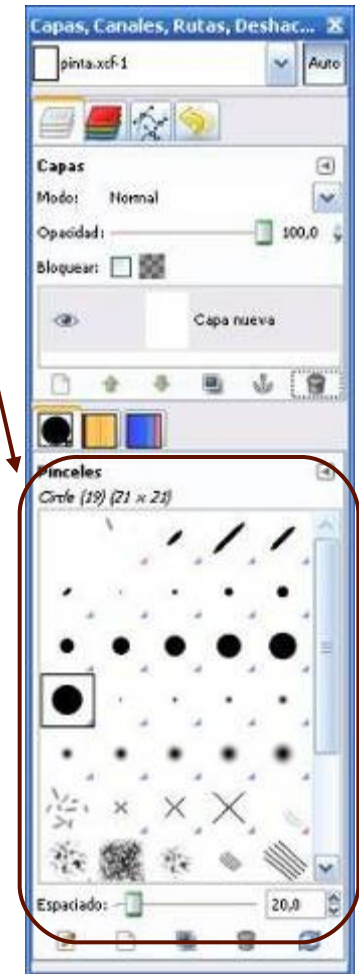 Capas, Canales, Rutas, Deshac...
pinta.xcf-1
Auto
Capas
Modo: Normal
Opacidad: 100,0
Bloquear:
Capa nueva
Pinceles
Circle (19) (21 x 21)
Espaciado: 20,0